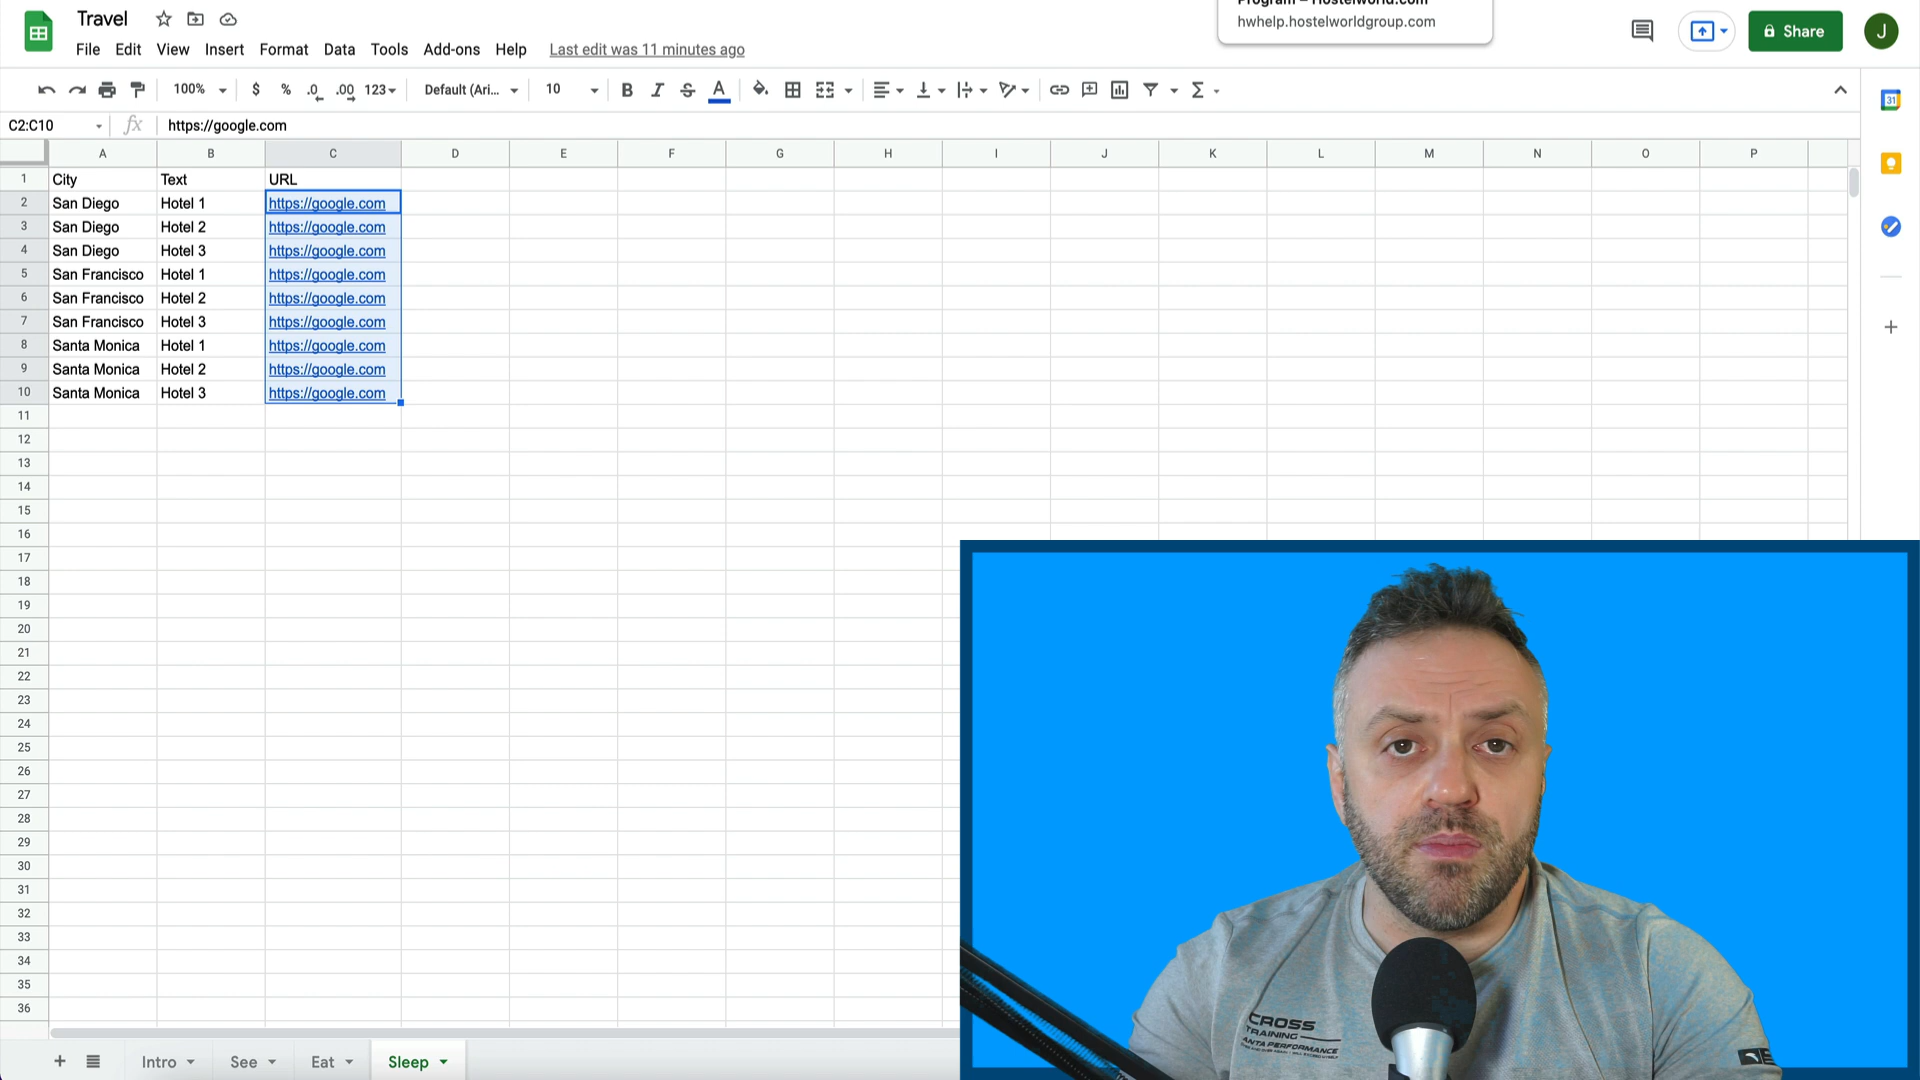 Travel
Program – Hostelworld.com
hwhelp.hostelworldgroup.com
File Edit View Insert Format Data Tools Add-ons Help Last edit was 11 minutes ago
Share
J
100% $ % .0 .00 123 Default (Ari... 10 B I S A Σ
31
C2:C10 fx https://google.com
A B C D E F G H I J K L M N O P
1 City Text URL
2 San Diego Hotel 1 https://google.com
3 San Diego Hotel 2 https://google.com
4 San Diego Hotel 3 https://google.com
5 San Francisco Hotel 1 https://google.com
6 San Francisco Hotel 2 https://google.com
7 San Francisco Hotel 3 https://google.com
8 Santa Monica Hotel 1 https://google.com
9 Santa Monica Hotel 2 https://google.com
10 Santa Monica Hotel 3 https://google.com
11
12
13
14
15
16
17
18
19
20
21
22
23
24
25
26
27
28
29
30
31
32
33
34
35
36
CROSS
TRAINING
ANTA PERFORMANCE
+ Intro See Eat Sleep